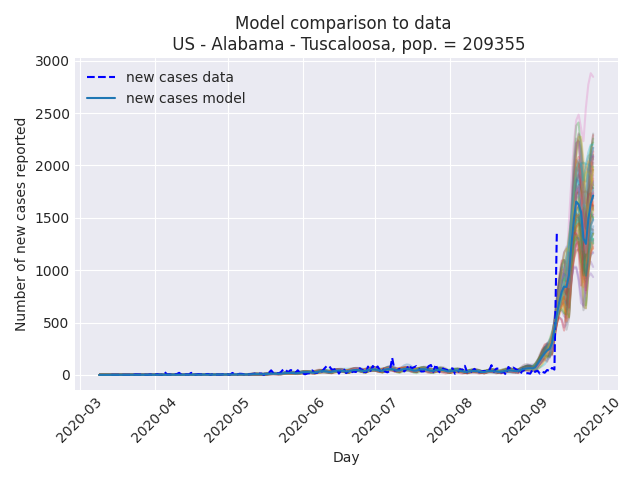 Model comparison to data
US - Alabama - Tuscaloosa, pop. = 209355
new cases data
new cases model
Number of new cases reported
3000
2500
2000
1500
1000
500
0
2020-03
2020-04
2020-05
2020-06
2020-07
2020-08
2020-09
2020-10
Day